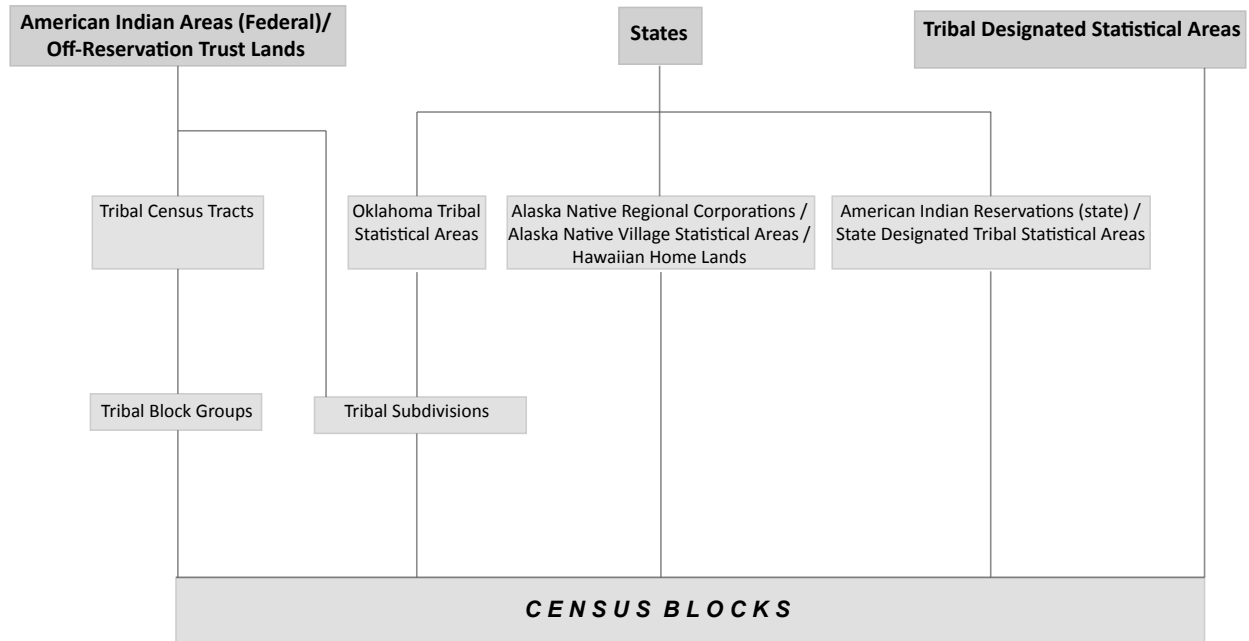 American Indian Areas (Federal)/
Off-Reservation Trust Lands
States
Tribal Designated Statistical Areas
Tribal Census Tracts
Oklahoma Tribal
Statistical Areas
Alaska Native Regional Corporations /
Alaska Native Village Statistical Areas /
Hawaiian Home Lands
American Indian Reservations (state) /
State Designated Tribal Statistical Areas
Tribal Block Groups
Tribal Subdivisions
CENSUS BLOCKS